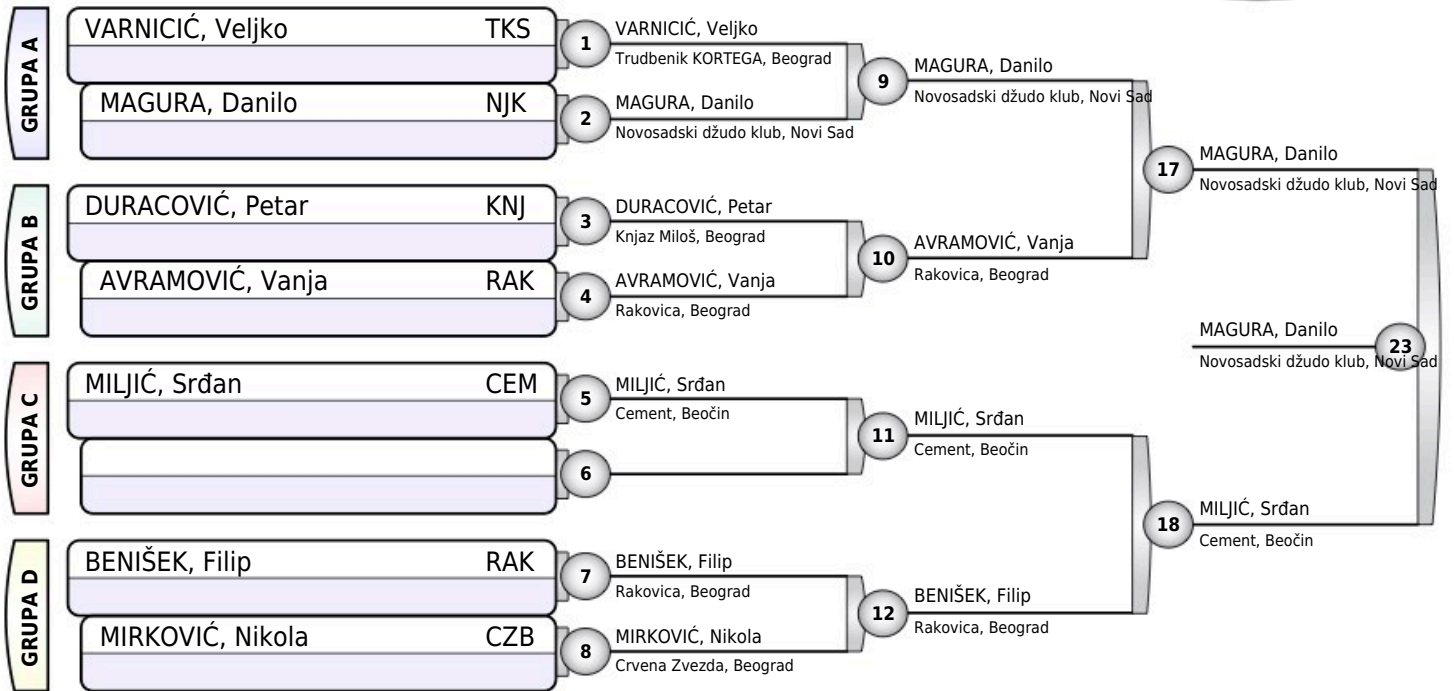 GRUPA A
VARNICIĆ, Veljko TKS
1
VARNICIĆ, Veljko
Trudbenik KORTEGA, Beograd
MAGURA, Danilo NJK
2
MAGURA, Danilo
Novosadski džudo klub, Novi Sad
9
MAGURA, Danilo
Novosadski džudo klub, Novi Sad
GRUPA B
DURACOVIĆ, Petar KNJ
3
DURACOVIĆ, Petar
Knjaz Miloš, Beograd
AVRAMOVIĆ, Vanja RAK
4
AVRAMOVIĆ, Vanja
Rakovica, Beograd
10
AVRAMOVIĆ, Vanja
Rakovica, Beograd
17
MAGURA, Danilo
Novosadski džudo klub, Novi Sad
GRUPA C
MILJIĆ, Srđan CEM
5
MILJIĆ, Srđan
Cement, Beočin
6
11
MILJIĆ, Srđan
Cement, Beočin
GRUPA D
BENIŠEK, Filip RAK
7
BENIŠEK, Filip
Rakovica, Beograd
MIRKOVIĆ, Nikola CZB
8
MIRKOVIĆ, Nikola
Crvena Zvezda, Beograd
12
BENIŠEK, Filip
Rakovica, Beograd
18
MILJIĆ, Srđan
Cement, Beočin
MAGURA, Danilo
23
Novosadski džudo klub, Novi Sad